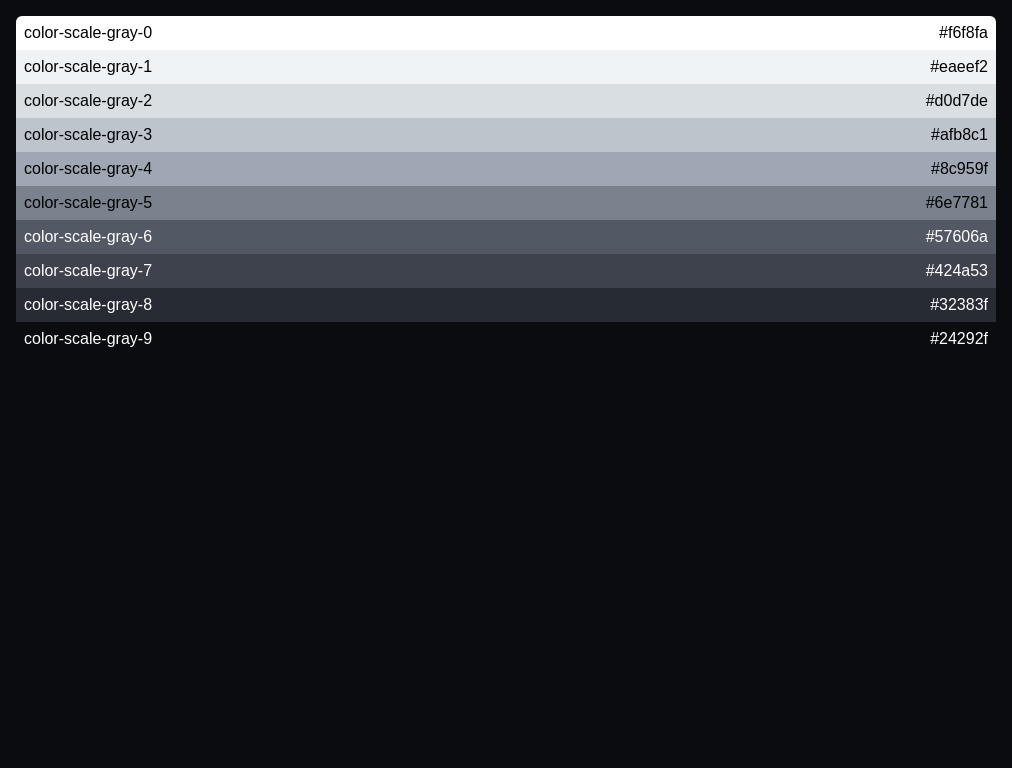 color-scale-gray-0 #f6f8fa
color-scale-gray-1 #eaeef2
color-scale-gray-2 #d0d7de
color-scale-gray-3 #afb8c1
color-scale-gray-4 #8c959f
color-scale-gray-5 #6e7781
color-scale-gray-6 #57606a
color-scale-gray-7 #424a53
color-scale-gray-8 #32383f
color-scale-gray-9 #24292f